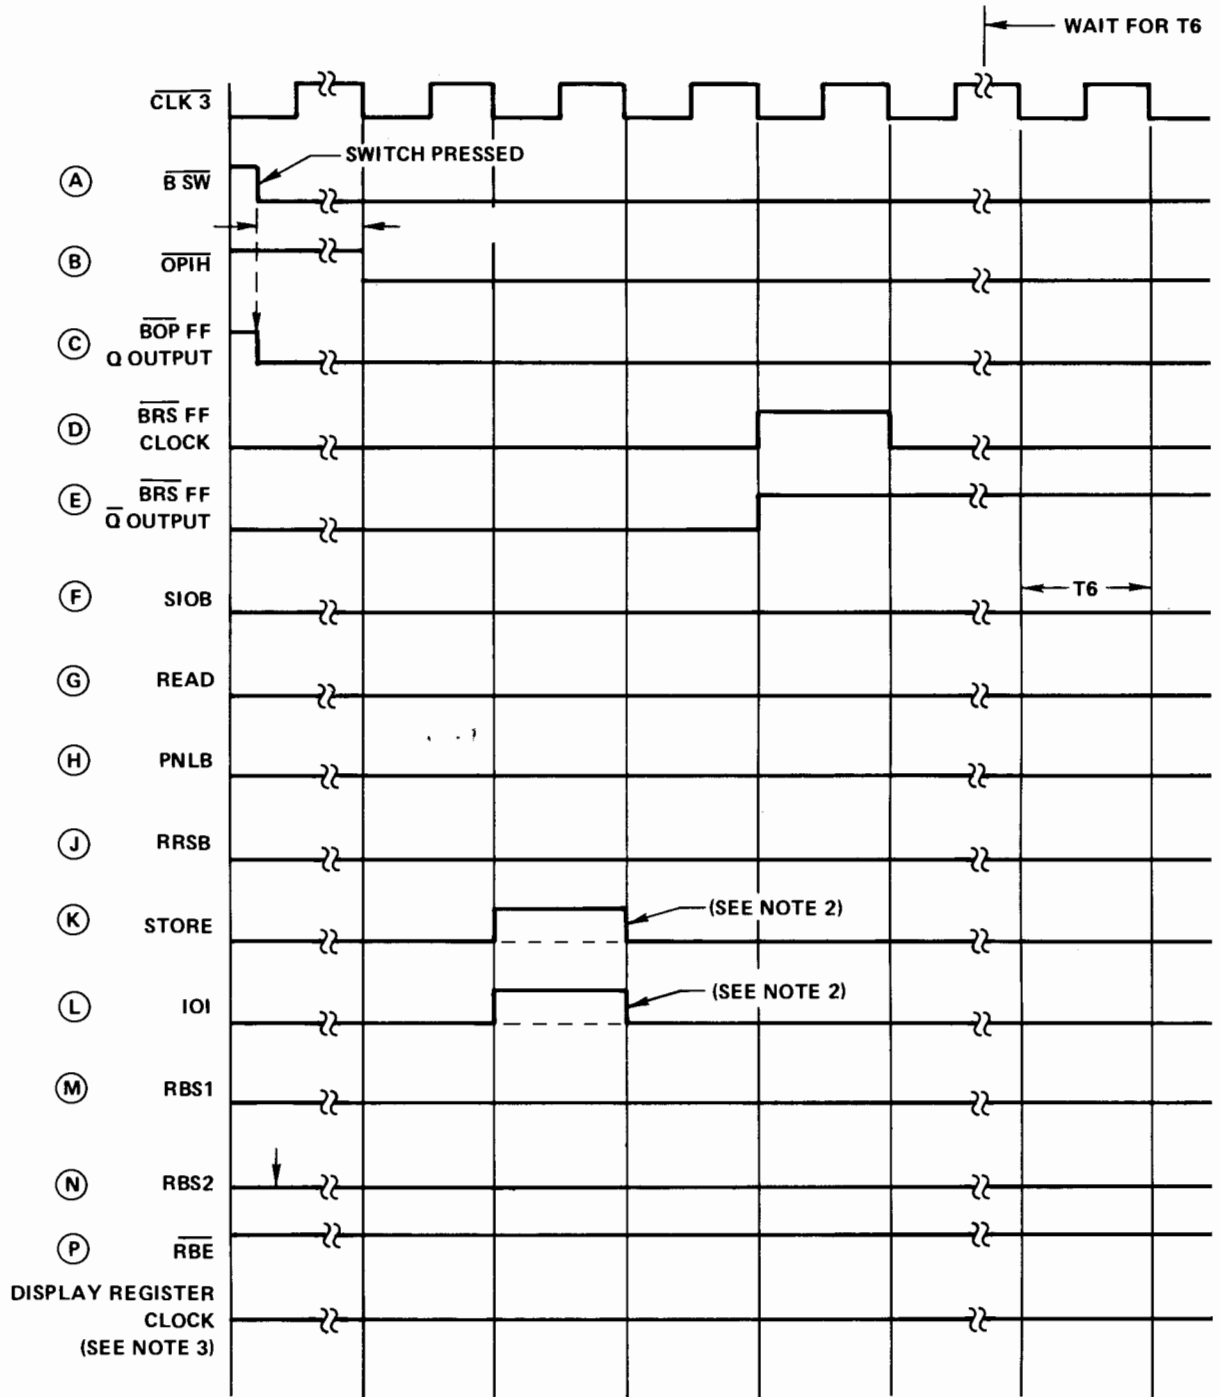 WAIT FOR T6
CLK 3
SWITCH PRESSED
A B SW
B OPIH
C BOP FF
Q OUTPUT
D BRS FF
CLOCK
E BRS FF
Q OUTPUT
F SIOB
T6
G READ
H PNLB
J RRSB
K STORE
(SEE NOTE 2)
L IOI
(SEE NOTE 2)
M RBS1
N RBS2
P RBE
DISPLAY REGISTER
CLOCK
(SEE NOTE 3)